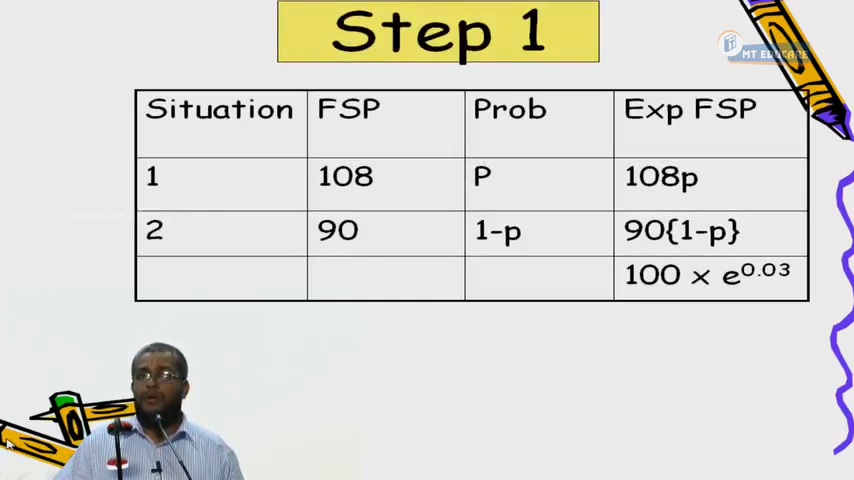 Step 1
MT EDUCARE
Situation FSP Prob Exp FSP
1 108 P 108p
2 90 1-p 90{1-p}
100 x e^0.03